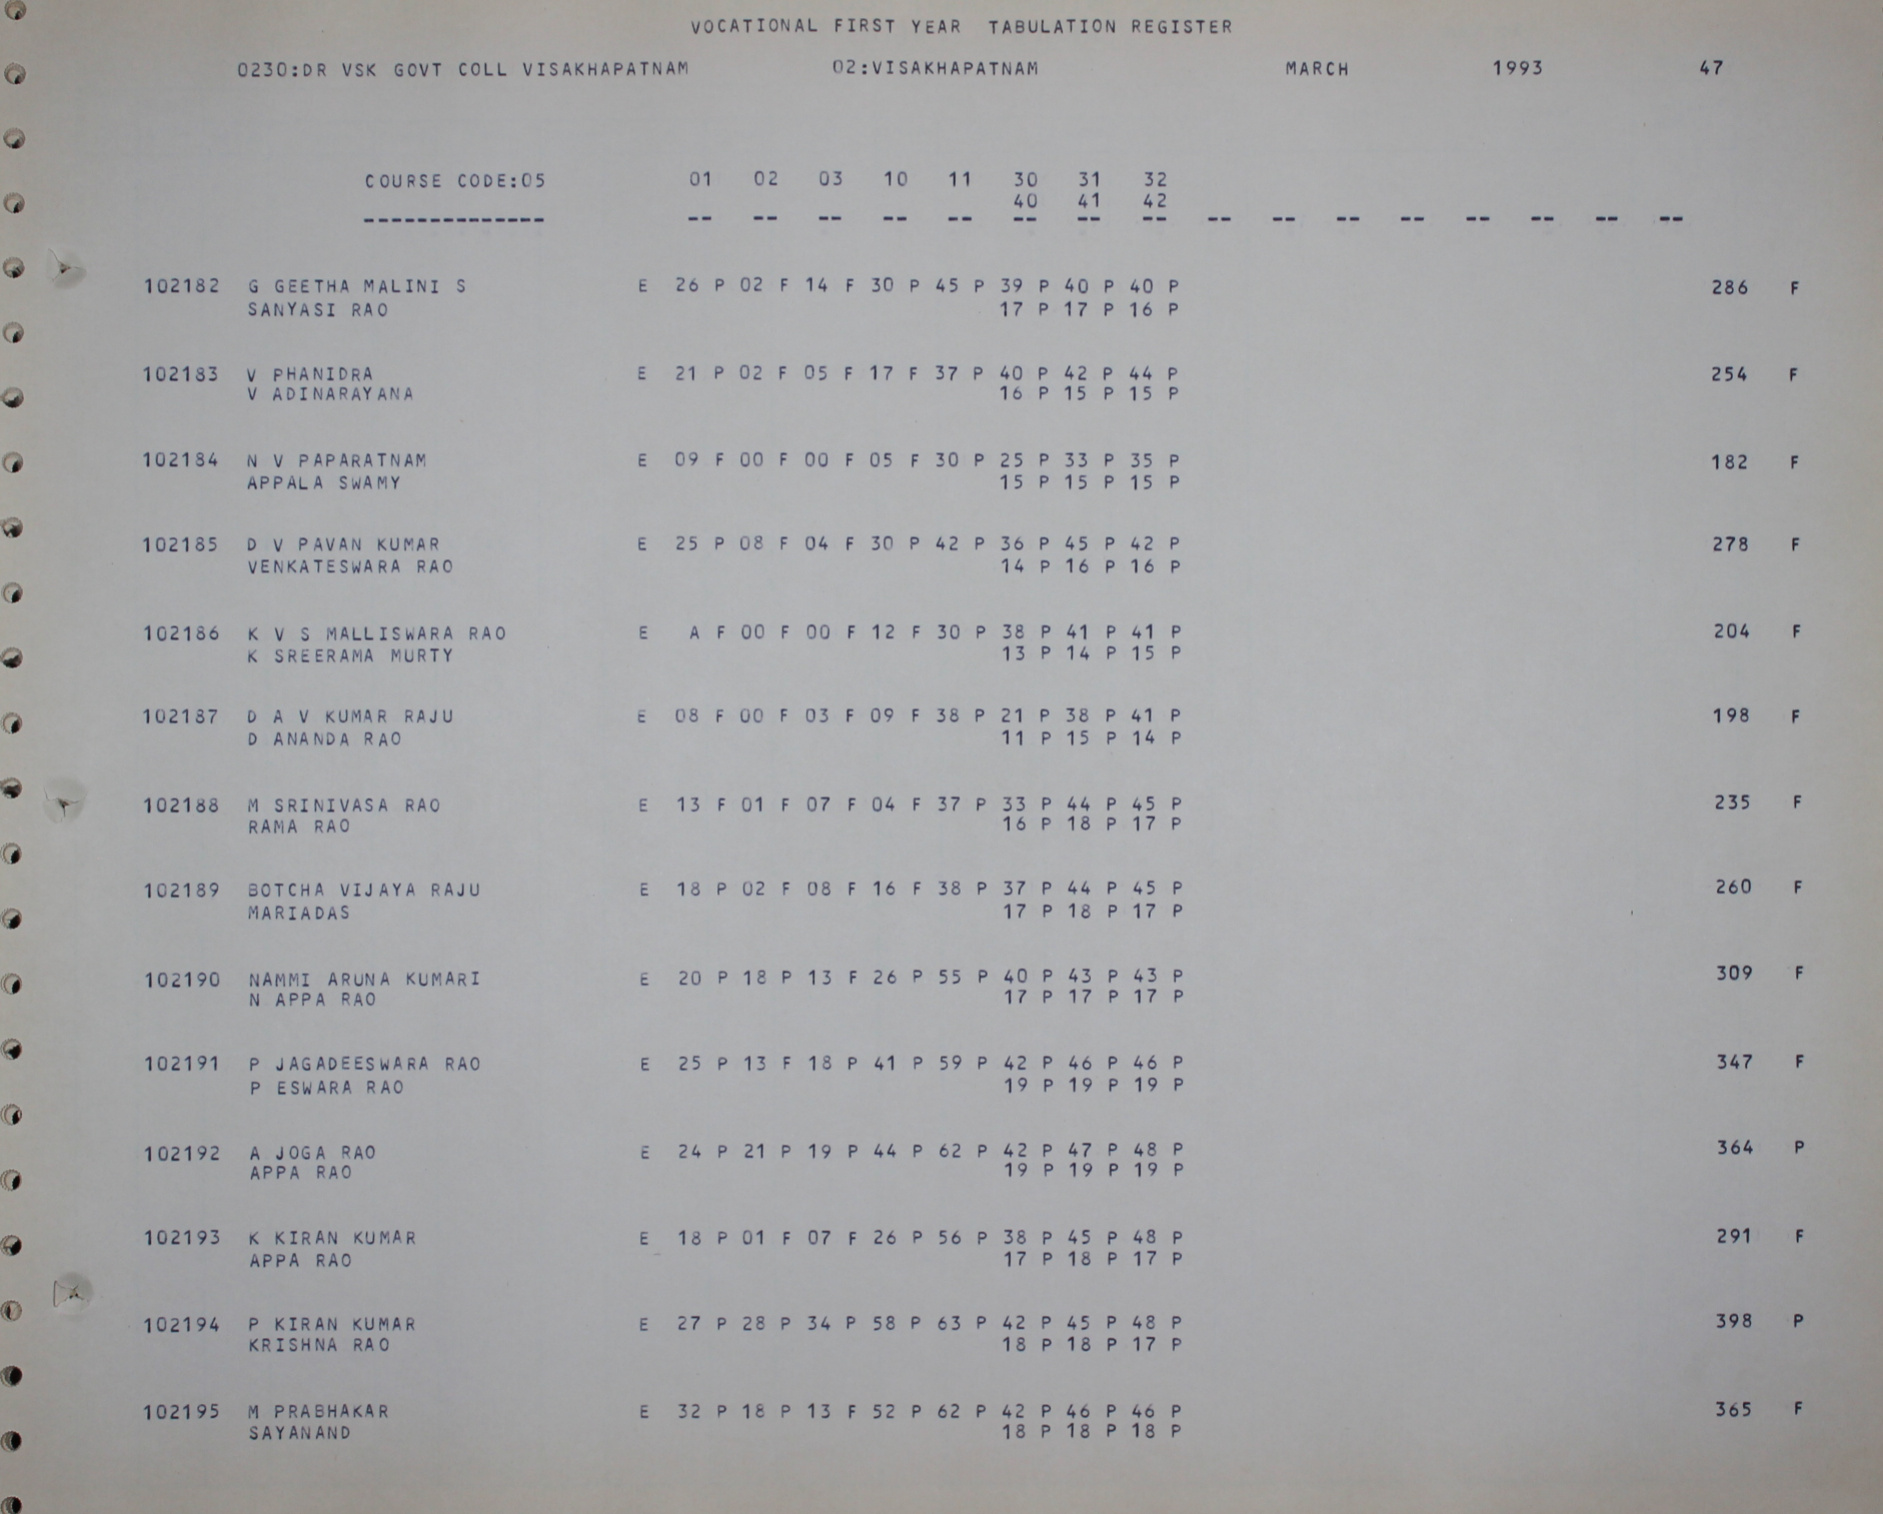 VOCATIONAL FIRST YEAR TABULATION REGISTER
0230:DR VSK GOVT COLL VISAKHAPATNAM 02:VISAKHAPATNAM MARCH 1993 47
COURSE CODE:05 01 02 03 10 11 30 31 32
40 41 42
-------------- -- -- -- -- -- -- -- -- -- -- -- -- -- -- -- --
102182 G GEETHA MALINI S E 26 P 02 F 14 F 30 P 45 P 39 P 40 P 40 P 286 F
SANYASI RAO 17 P 17 P 16 P
102183 V PHANIDRA E 21 P 02 F 05 F 17 F 37 P 40 P 42 P 44 P 254 F
V ADINARAYANA 16 P 15 P 15 P
102184 N V PAPARATNAM E 09 F 00 F 00 F 05 F 30 P 25 P 33 P 35 P 182 F
APPALA SWAMY 15 P 15 P 15 P
102185 D V PAVAN KUMAR E 25 P 08 F 04 F 30 P 42 P 36 P 45 P 42 P 278 F
VENKATESWARA RAO 14 P 16 P 16 P
102186 K V S MALLISWARA RAO E A F 00 F 00 F 12 F 30 P 38 P 41 P 41 P 204 F
K SREERAMA MURTY 13 P 14 P 15 P
102187 D A V KUMAR RAJU E 08 F 00 F 03 F 09 F 38 P 21 P 38 P 41 P 198 F
D ANANDA RAO 11 P 15 P 14 P
102188 M SRINIVASA RAO E 13 F 01 F 07 F 04 F 37 P 33 P 44 P 45 P 235 F
RAMA RAO 16 P 18 P 17 P
102189 BOTCHA VIJAYA RAJU E 18 P 02 F 08 F 16 F 38 P 37 P 44 P 45 P 260 F
MARIADAS 17 P 18 P 17 P
102190 NAMMI ARUNA KUMARI E 20 P 18 P 13 F 26 P 55 P 40 P 43 P 43 P 309 F
N APPA RAO 17 P 17 P 17 P
102191 P JAGADEESWARA RAO E 25 P 13 F 18 P 41 P 59 P 42 P 46 P 46 P 347 F
P ESWARA RAO 19 P 19 P 19 P
102192 A JOGA RAO E 24 P 21 P 19 P 44 P 62 P 42 P 47 P 48 P 364 P
APPA RAO 19 P 19 P 19 P
102193 K KIRAN KUMAR E 18 P 01 F 07 F 26 P 56 P 38 P 45 P 48 P 291 F
APPA RAO 17 P 18 P 17 P
102194 P KIRAN KUMAR E 27 P 28 P 34 P 58 P 63 P 42 P 45 P 48 P 398 P
KRISHNA RAO 18 P 18 P 17 P
102195 M PRABHAKAR E 32 P 18 P 13 F 52 P 62 P 42 P 46 P 46 P 365 F
SAYANAND 18 P 18 P 18 P